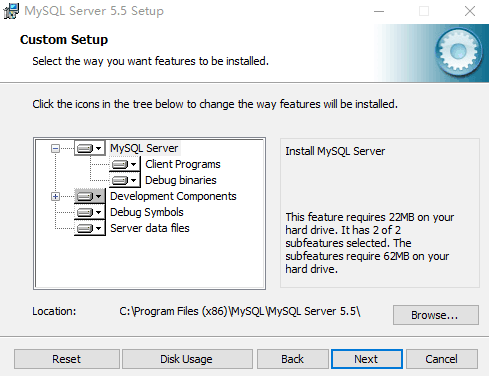 MySQL Server 5.5 Setup
Custom Setup
Select the way you want features to be installed.
Click the icons in the tree below to change the way features will be installed.
MySQL Server
Client Programs
Debug binaries
Development Components
Debug Symbols
Server data files
Install MySQL Server
This feature requires 22MB on your
hard drive. It has 2 of 2
subfeatures selected. The
subfeatures require 62MB on your
hard drive.
Location:
C:\Program Files (x86)\MySQL\MySQL Server 5.5\
Browse...
Reset
Disk Usage
Back
Next
Cancel